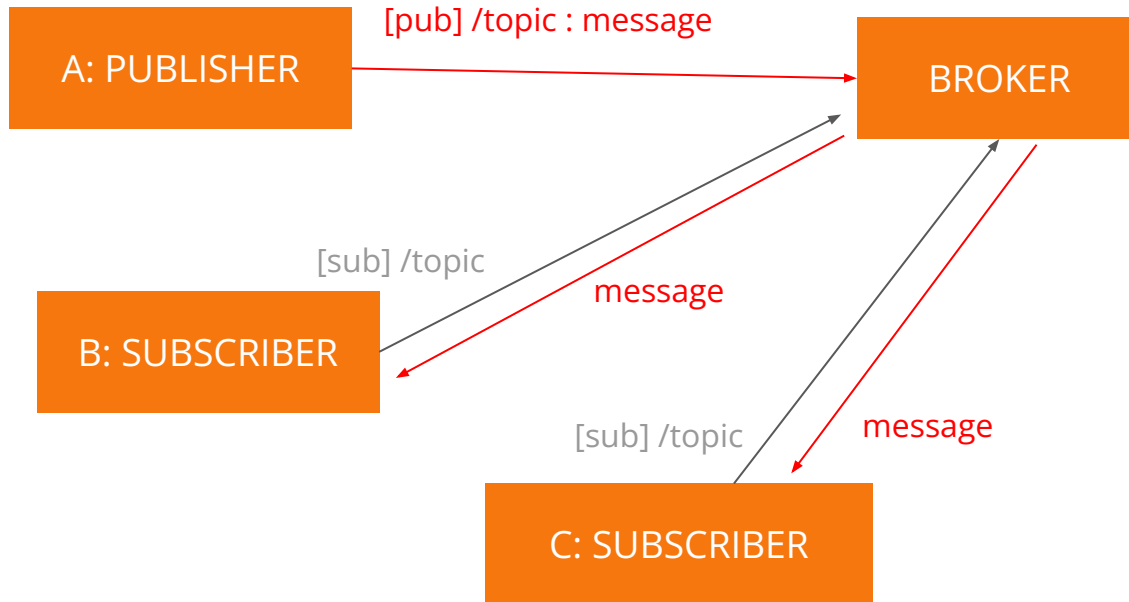 [pub] /topic : message
A: PUBLISHER
BROKER
[sub] /topic
message
B: SUBSCRIBER
[sub] /topic
message
C: SUBSCRIBER